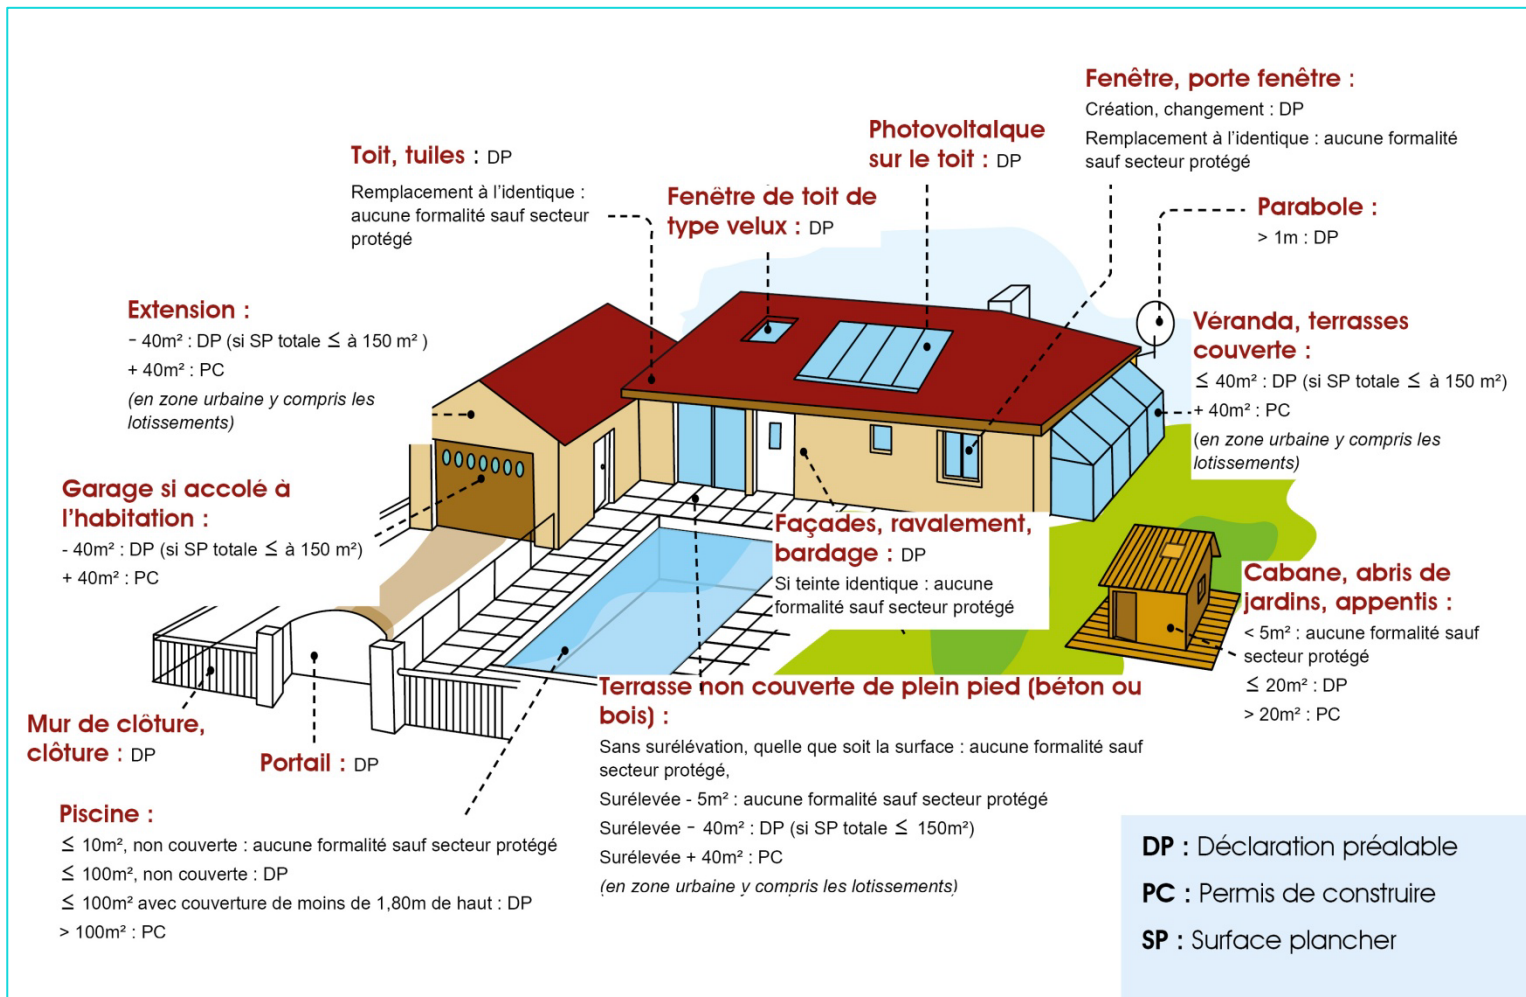 Fenêtre, porte fenêtre :
Création, changement : DP
Remplacement à l'identique : aucune formalité
sauf secteur protégé
Photovoltaïque
sur le toit : DP
Toit, tuiles : DP
Remplacement à l'identique :
aucune formalité sauf secteur
protégé
Fenêtre de toit de
type velux : DP
Parabole :
> 1m : DP
Extension :
- 40m² : DP (si SP totale ≤ à 150 m² )
+ 40m² : PC
(en zone urbaine y compris les
lotissements)
Véranda, terrasses
couverte :
≤ 40m² : DP (si SP totale ≤ à 150 m²)
+ 40m² : PC
(en zone urbaine y compris les
lotissements)
Garage si accolé à
l'habitation :
- 40m² : DP (si SP totale ≤ à 150 m²)
+ 40m² : PC
Façades, ravalement,
bardage : DP
Si teinte identique : aucune
formalité sauf secteur protégé
Cabane, abris de
jardins, appentis :
< 5m² : aucune formalité sauf
secteur protégé
≤ 20m² : DP
> 20m² : PC
Mur de clôture,
clôture : DP
Portail : DP
Terrasse non couverte de plein pied (béton ou
bois) :
Sans surélévation, quelle que soit la surface : aucune formalité sauf
secteur protégé,
Surélevée - 5m² : aucune formalité sauf secteur protégé
Surélevée - 40m² : DP (si SP totale ≤ 150m²)
Surélevée + 40m² : PC
(en zone urbaine y compris les lotissements)
Piscine :
≤ 10m², non couverte : aucune formalité sauf secteur protégé
≤ 100m², non couverte : DP
≤ 100m² avec couverture de moins de 1,80m de haut : DP
> 100m² : PC
DP : Déclaration préalable
PC : Permis de construire
SP : Surface plancher